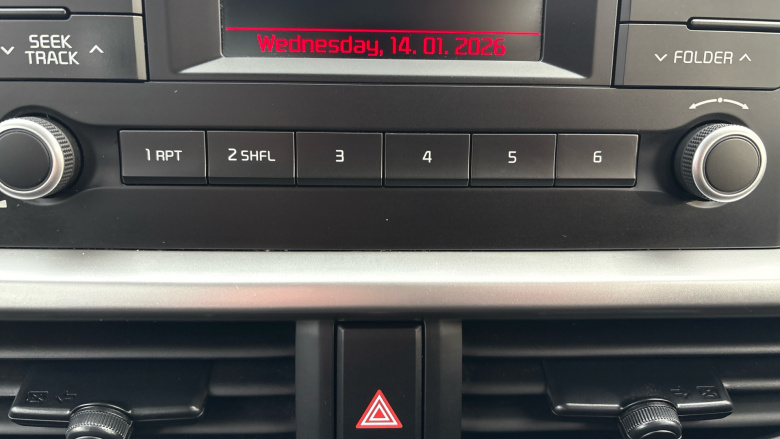 SEEK
TRACK
Wednesday, 14. 01. 2026
FOLDER
1 RPT
2 SHFL
3
4
5
6